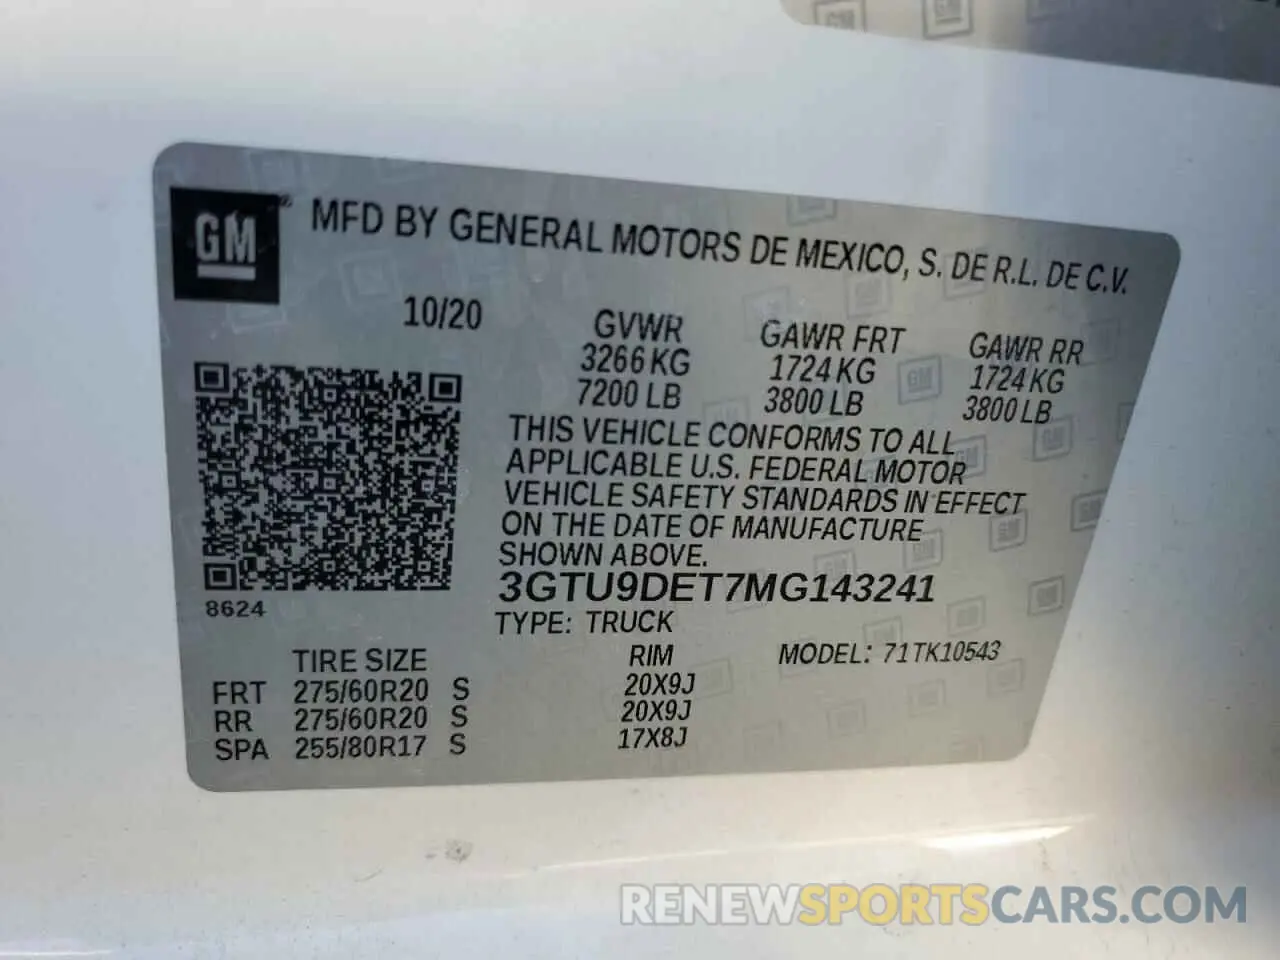 GM MFD BY GENERAL MOTORS DE MEXICO, S. DE R.L. DE C.V.
10/20 GVWR GAWR FRT GAWR RR
3266 KG 1724 KG 1724 KG
7200 LB 3800 LB 3800 LB
THIS VEHICLE CONFORMS TO ALL
APPLICABLE U.S. FEDERAL MOTOR
VEHICLE SAFETY STANDARDS IN EFFECT
ON THE DATE OF MANUFACTURE
SHOWN ABOVE.
3GTU9DET7MG143241
8624
TYPE: TRUCK
TIRE SIZE RIM MODEL: 71TK10543
FRT 275/60R20 S 20X9J
RR 275/60R20 S 20X9J
SPA 255/80R17 S 17X8J
RENEWSPORTSCARS.COM